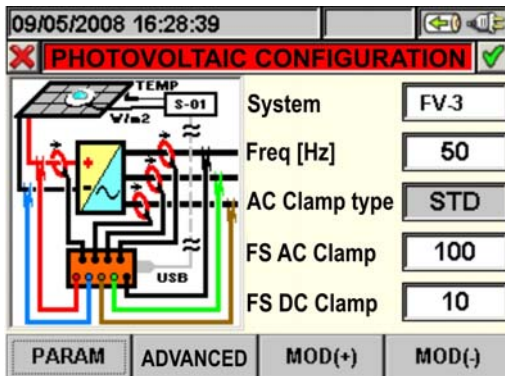 09/05/2008 16:28:39
PHOTOVOLTAIC CONFIGURATION
TEMP
S-01
W/m2
USB
System FV-3
Freq [Hz] 50
AC Clamp type STD
FS AC Clamp 100
FS DC Clamp 10
PARAM ADVANCED MOD(+) MOD(-)